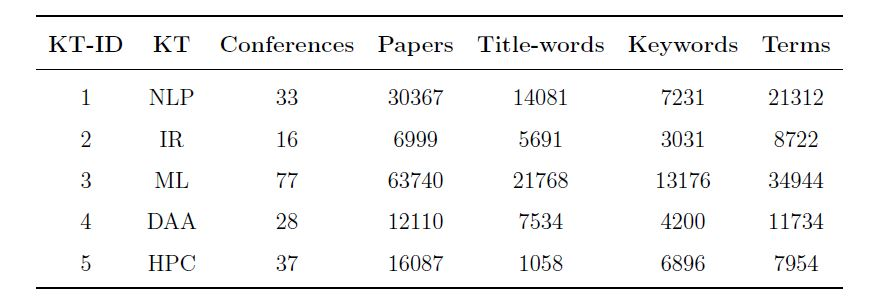 KT-ID KT Conferences Papers Title-words Keywords Terms
1 NLP 33 30367 14081 7231 21312
2 IR 16 6999 5691 3031 8722
3 ML 77 63740 21768 13176 34944
4 DAA 28 12110 7534 4200 11734
5 HPC 37 16087 1058 6896 7954